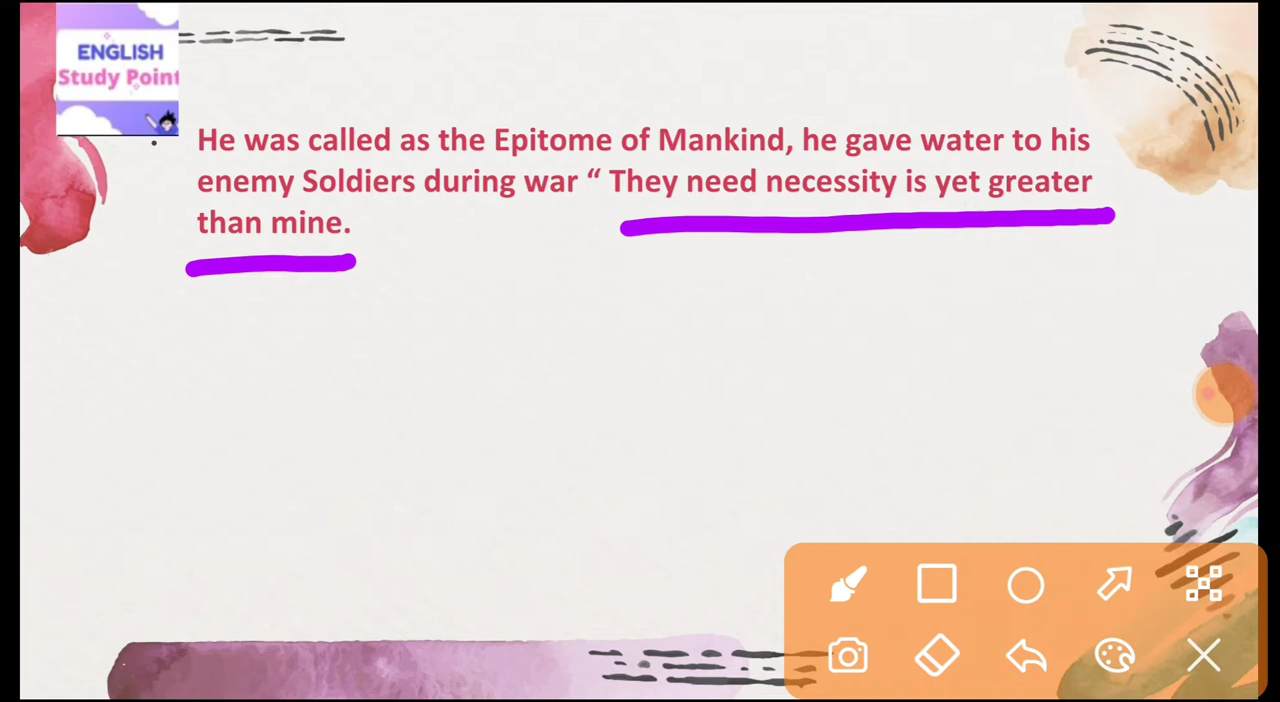 ENGLISH
Study Point
He was called as the Epitome of Mankind, he gave water to his
enemy Soldiers during war “ They need necessity is yet greater
than mine.